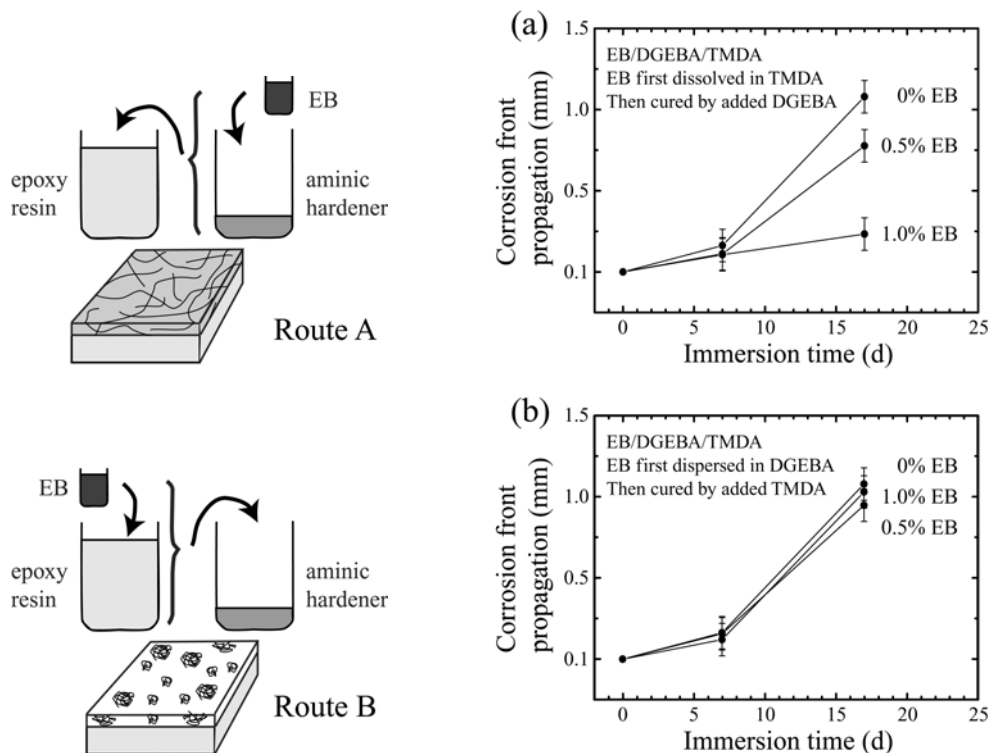 EB
epoxy
resin
aminic
hardener
Route A
(a)
EB/DGEBA/TMDA
EB first dissolved in TMDA
Then cured by added DGEBA
0% EB
0.5% EB
1.0% EB
Corrosion front
propagation (mm)
1.5
1.0
0.5
0.1
0 5 10 15 20 25
Immersion time (d)
EB
epoxy
resin
aminic
hardener
Route B
(b)
EB/DGEBA/TMDA
EB first dispersed in DGEBA
Then cured by added TMDA
0% EB
1.0% EB
0.5% EB
Corrosion front
propagation (mm)
1.5
1.0
0.5
0.1
0 5 10 15 20 25
Immersion time (d)